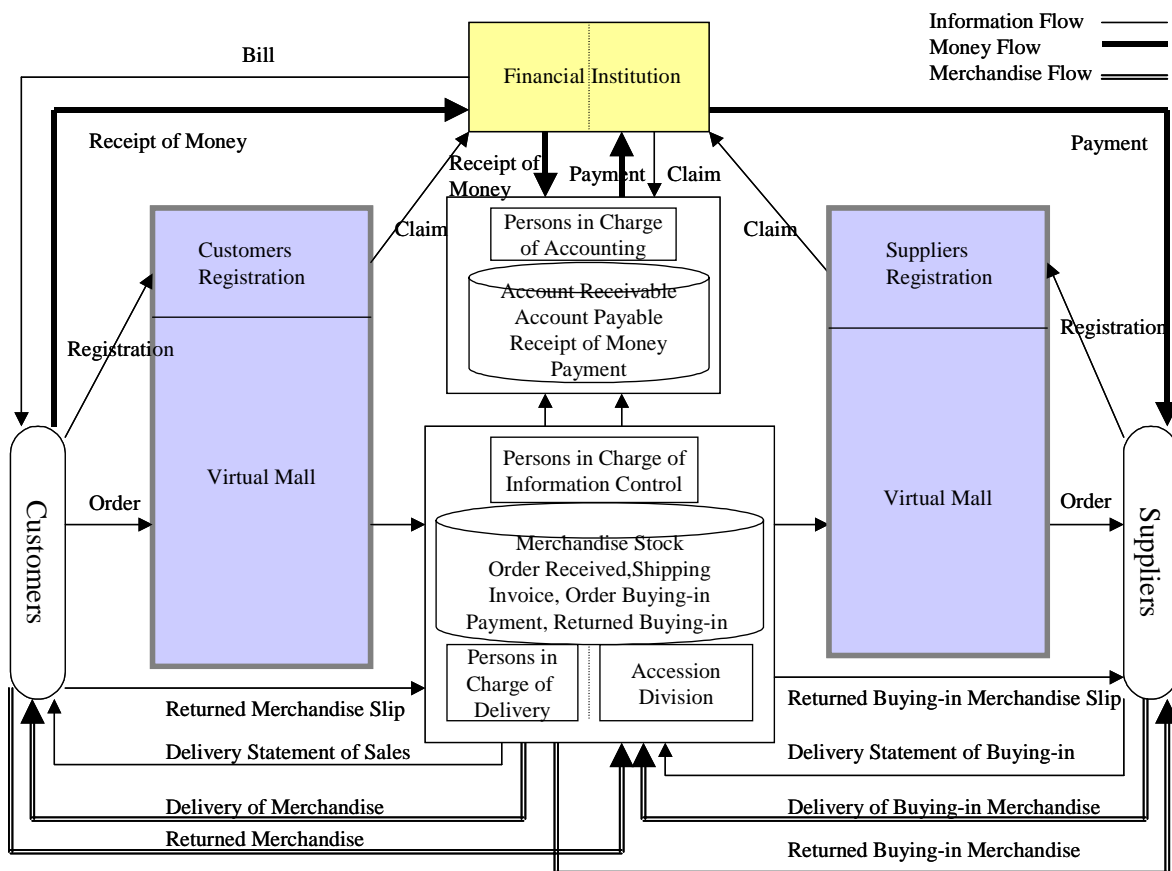 Information Flow
Money Flow
Merchandise Flow
Bill
Financial Institution
Receipt of Money
Payment
Receipt of
Money
Payment
Claim
Persons in Charge
of Accounting
Account Receivable
Account Payable
Receipt of Money
Payment
Customers
Registration
Claim
Claim
Suppliers
Registration
Registration
Registration
Virtual Mall
Virtual Mall
Customers
Order
Persons in Charge of
Information Control
Merchandise Stock
Order Received,Shipping
Invoice, Order Buying-in
Payment, Returned Buying-in
Order
Suppliers
Persons in
Charge of
Delivery
Accession
Division
Returned Merchandise Slip
Delivery Statement of Sales
Delivery of Merchandise
Returned Merchandise
Returned Buying-in Merchandise Slip
Delivery Statement of Buying-in
Delivery of Buying-in Merchandise
Returned Buying-in Merchandise